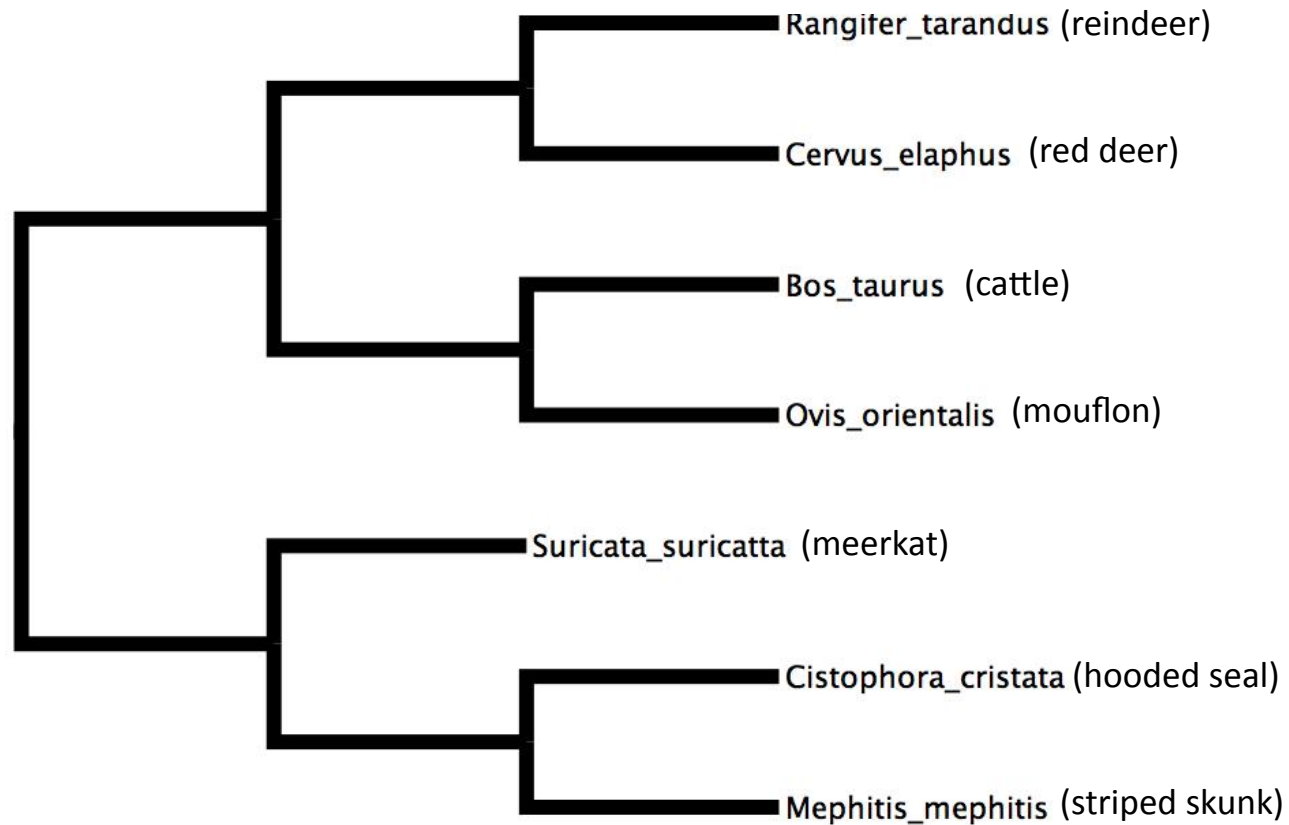 Rangifer_tarandus (reindeer)
Cervus_elaphus (red deer)
Bos_taurus (cattle)
Ovis_orientalis (mouflon)
Suricata_suricatta (meerkat)
Cistophora_cristata (hooded seal)
Mephitis_mephitis (striped skunk)